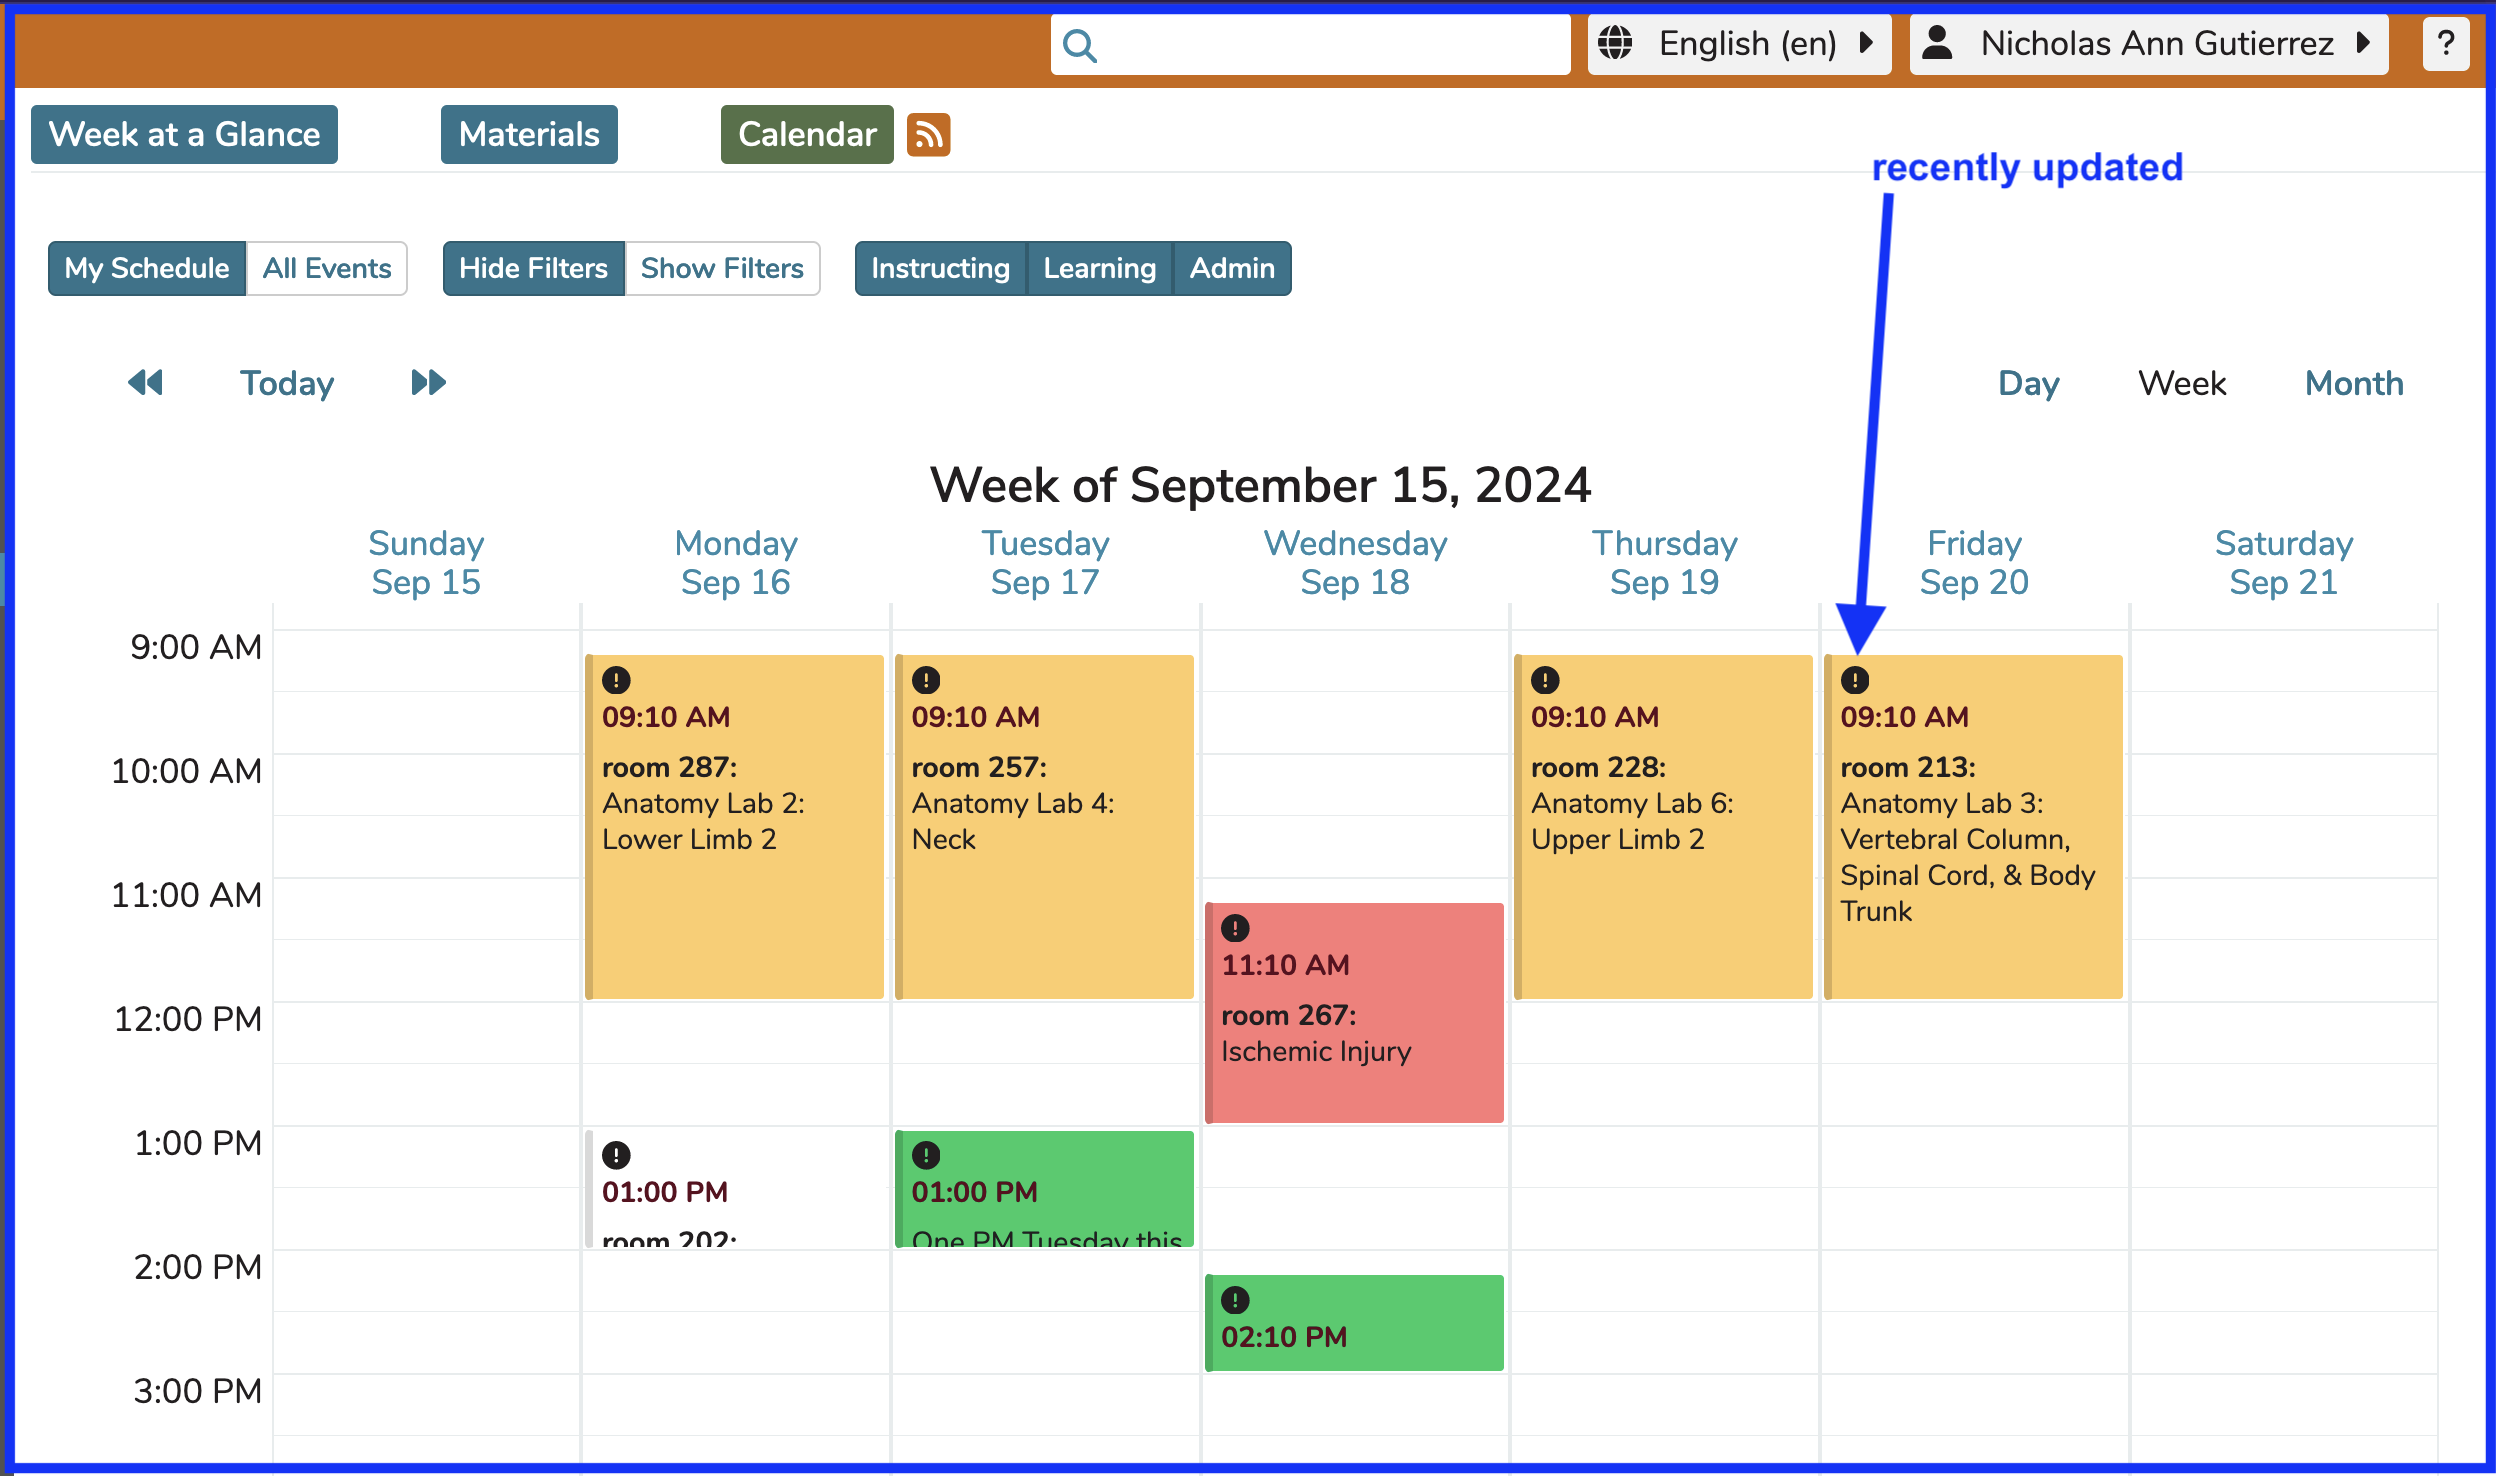 English (en)
Nicholas Ann Gutierrez
?
Week at a Glance
Materials
Calendar
recently updated
My Schedule
All Events
Hide Filters
Show Filters
Instructing
Learning
Admin
Today
Day
Week
Month
Week of September 15, 2024
Sunday
Sep 15
Monday
Sep 16
Tuesday
Sep 17
Wednesday
Sep 18
Thursday
Sep 19
Friday
Sep 20
Saturday
Sep 21
9:00 AM
10:00 AM
11:00 AM
12:00 PM
1:00 PM
2:00 PM
3:00 PM
09:10 AM
room 287:
Anatomy Lab 2:
Lower Limb 2
01:00 PM
room 202:
09:10 AM
room 257:
Anatomy Lab 4:
Neck
01:00 PM
One PM Tuesday this
11:10 AM
room 267:
Ischemic Injury
02:10 PM
09:10 AM
room 228:
Anatomy Lab 6:
Upper Limb 2
09:10 AM
room 213:
Anatomy Lab 3:
Vertebral Column,
Spinal Cord, & Body
Trunk